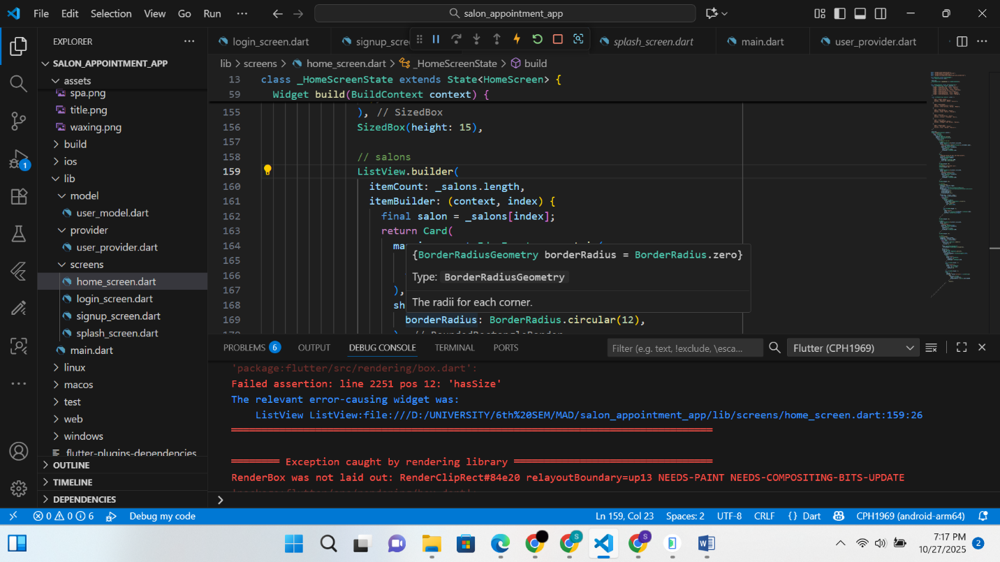 File Edit Selection View Go Run ··· salon_appointment_app
EXPLORER ···
login_screen.dart signup_scre splash_screen.dart main.dart user_provider.dart ···
SALON_APPOINTMENT_APP
assets
spa.png
title.png
waxing.png
build
ios
lib
model
user_model.dart
provider
user_provider.dart
screens
home_screen.dart
login_screen.dart
signup_screen.dart
splash_screen.dart
main.dart
linux
macos
test
web
windows
.flutter-plugins-dependencies
OUTLINE
TIMELINE
DEPENDENCIES
1
lib > screens > home_screen.dart > _HomeScreenState > build
13 class _HomeScreenState extends State<HomeScreen> {
59 Widget build(BuildContext context) {
155 ), // SizedBox
156 SizedBox(height: 15),
157
158 // salons
159 ListView.builder(
160 itemCount: _salons.length,
161 itemBuilder: (context, index) {
162 final salon = _salons[index];
163 return Card(
164 ma
165
166
167 ),
168 sh
169 borderRadius: BorderRadius.circular(12),
{BorderRadiusGeometry borderRadius = BorderRadius.zero}
Type: BorderRadiusGeometry
The radii for each corner.
PROBLEMS 6 OUTPUT DEBUG CONSOLE TERMINAL PORTS Filter (e.g. text, !exclude, \esca... Flutter (CPH1969)
'package:flutter/src/rendering/box.dart':
Failed assertion: line 2251 pos 12: 'hasSize'
The relevant error-causing widget was:
ListView ListView:file:///D:/UNIVERSITY/6th%20SEM/MAD/salon_appointment_app/lib/screens/home_screen.dart:159:26
════════ Exception caught by rendering library ═════════════════════════════════
RenderBox was not laid out: RenderClipRect#84e20 relayoutBoundary=up13 NEEDS-PAINT NEEDS-COMPOSITING-BITS-UPDATE
>
0 0 6 Debug my code Ln 159, Col 23 Spaces: 2 UTF-8 CRLF {} Dart CPH1969 (android-arm64)
S S 7:17 PM
10/27/2025 2